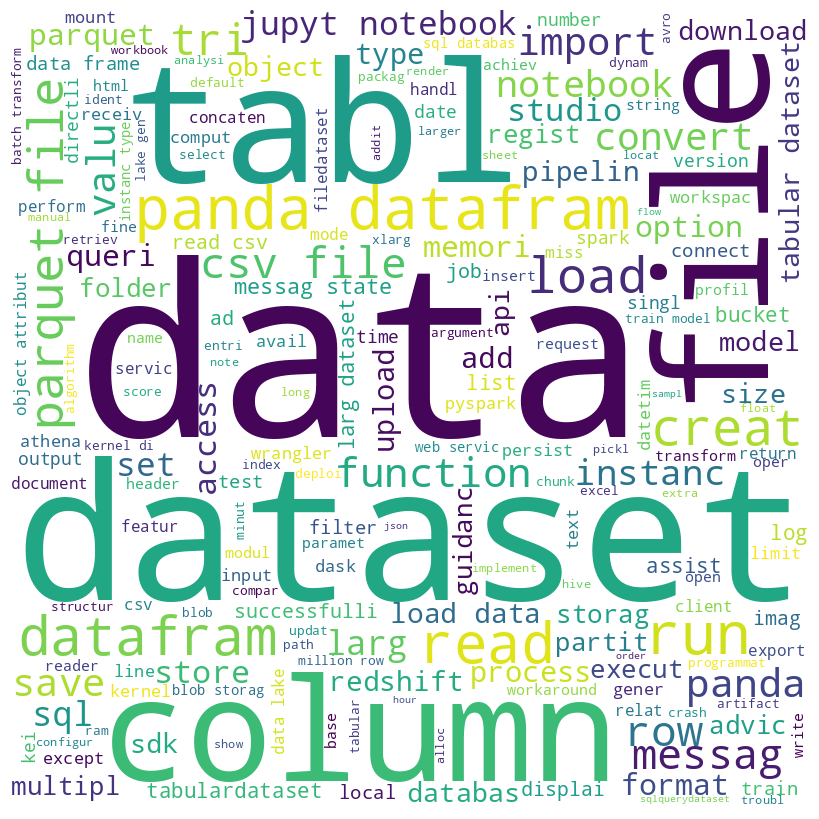 mount
workbook
analysi
jupyt notebook
number
avro
parquet
tri
type
sql databas
import
download
data frame
packag
render
achiev
dynam
batch transform
html
default
object
handl
notebook
file
tabl
ident
directli
receiv
concaten
date
studio
string
tabular dataset
lake gen
comput
addit
larger
regist
convert
select
filedataset
sheet
locat
version
parquet file
valu
instanc type
perform
panda datafram
pipelin
workspac
manual
fine
mode
memori
flow
option
retriev
read csv
xlarg
spark
miss
connect
queri
csv file
load
folder
messag state
job
insert
profil
object attribut
data
singl
train model
bucket
name
ad
time
argument
api
request
model
algorithm
servic
entri
avail
larg dataset
upload
add
score
note
list
sampl
long
pyspark
datetim
size
float
access
creat
athena
kernel di
wrangler
web servic
persist
pickl
transform
return
output
set
index
deploi
function
chunk
instanc
oper
document
header
test
excel
extra
featur
minut
filter
guidanc
text
log
json
paramet
modul
limit
input
dask
assist
open
compar
implement
hive
dataset
structur
csv
blob
successfulli
load data
storag
client
imag
updat
datafram
path
larg
read
partit
run
export
reader
million row
order
programmat
line
store
process
execut
save
kernel
blob storag
redshift
workaround
gener
panda
artifact
data lake
base
tabular
hour
relat
crash
sql
ram
column
row
advic
write
configur
sdk
show
alloc
kei
except
messag
format
train
multipl
tabulardataset
local
databas
displai
sqlquerydataset
troubl